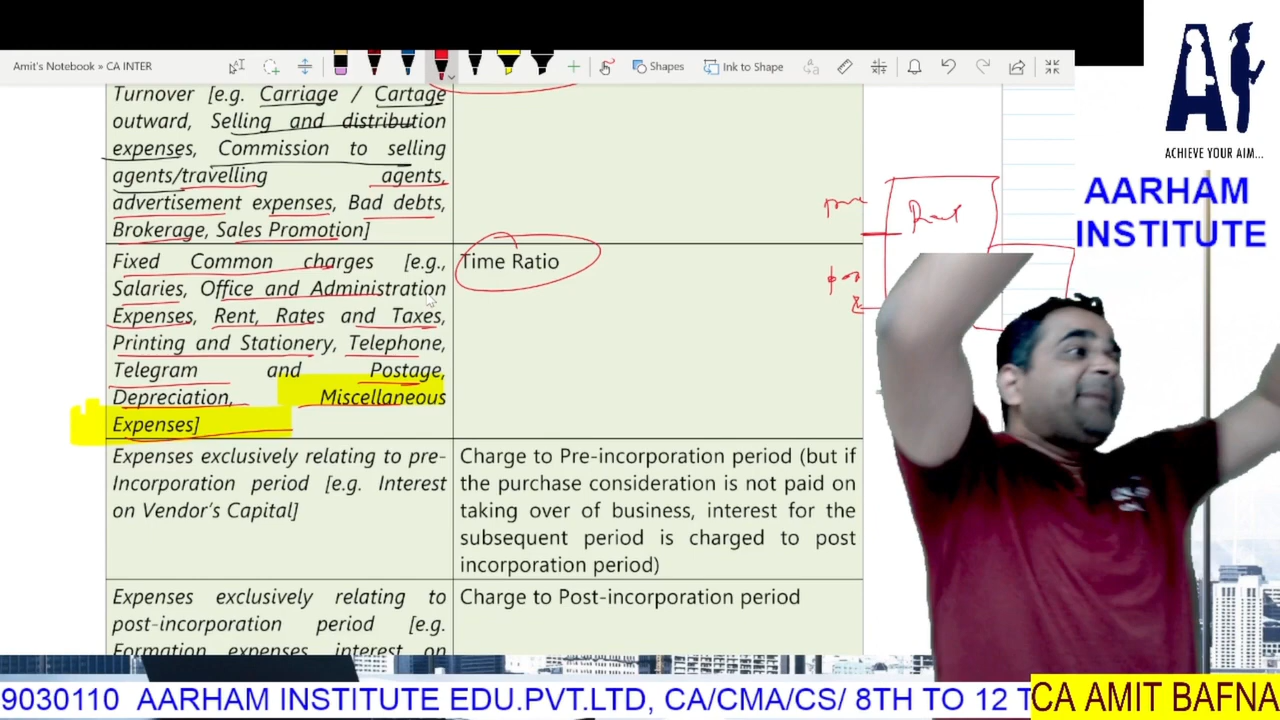 Amit's Notebook » CA INTER
Shapes
Ink to Shape
Turnover [e.g. Carriage / Cartage
outward, Selling and distribution
expenses, Commission to selling
agents/travelling agents,
advertisement expenses, Bad debts,
Brokerage, Sales Promotion]
Fixed Common charges [e.g.,
Salaries, Office and Administration
Expenses, Rent, Rates and Taxes,
Printing and Stationery, Telephone,
Telegram and Postage,
Depreciation, Miscellaneous
Expenses]
Time Ratio
Expenses exclusively relating to pre-
Incorporation period [e.g. Interest
on Vendor's Capital]
Charge to Pre-incorporation period (but if
the purchase consideration is not paid on
taking over of business, interest for the
subsequent period is charged to post
incorporation period)
Expenses exclusively relating to
post-incorporation period [e.g.
Formation expenses, interest on
Charge to Post-incorporation period
pre
Ai
ACHIEVE YOUR AIM...
AARHAM
INSTITUTE
9030110 AARHAM INSTITUTE EDU.PVT.LTD, CA/CMA/CS/ 8TH TO 12 T
CA AMIT BAFNA